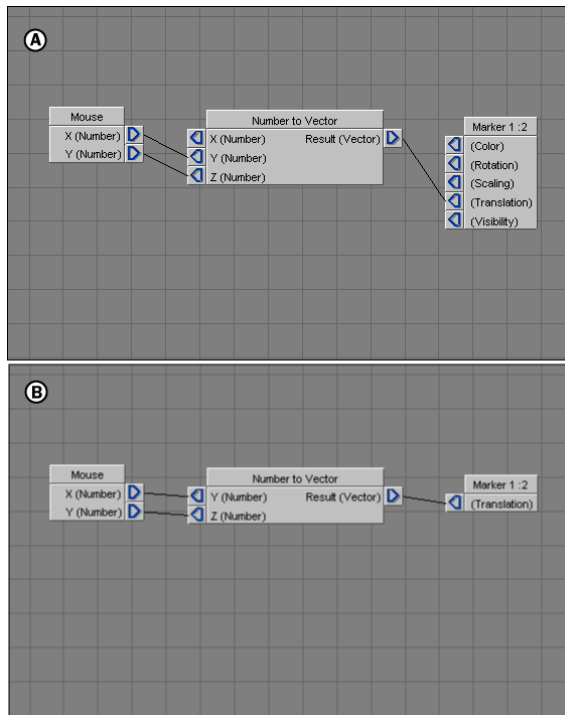 A
Mouse
X (Number)
Y (Number)
Number to Vector
X (Number) Result (Vector)
Y (Number)
Z (Number)
Marker 1 :2
(Color)
(Rotation)
(Scaling)
(Translation)
(Visibility)
B
Mouse
X (Number)
Y (Number)
Number to Vector
Y (Number) Result (Vector)
Z (Number)
Marker 1 :2
(Translation)